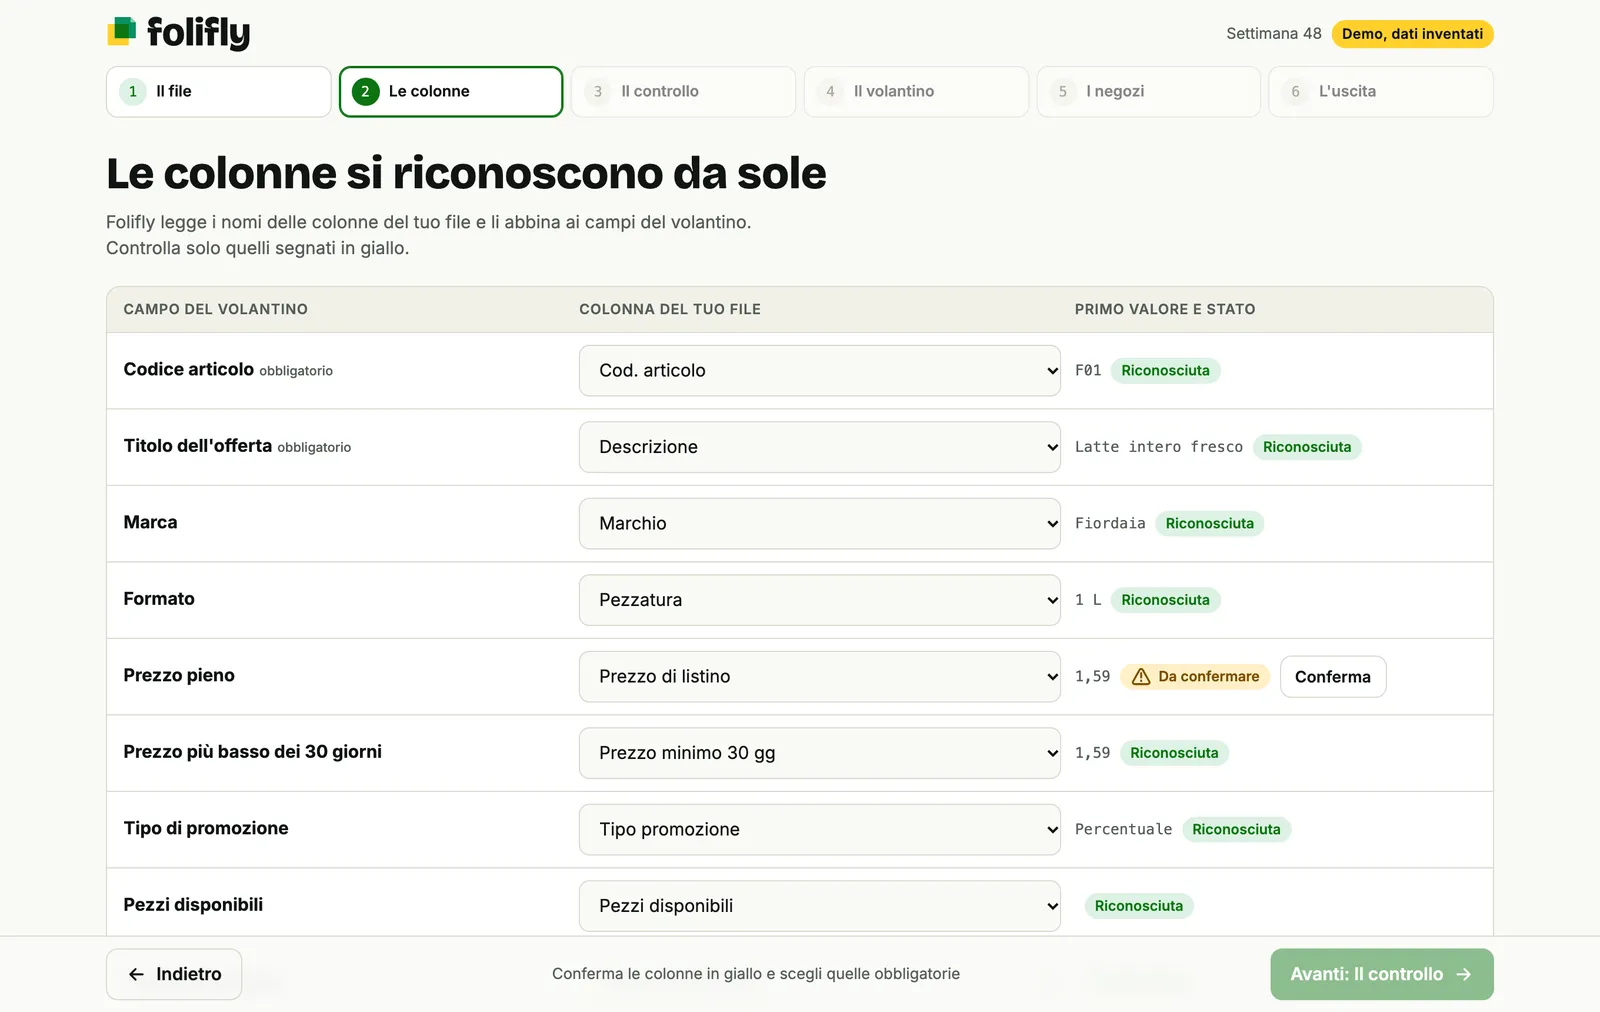 folifly
Settimana 48
Demo, dati inventati
1 Il file
2 Le colonne
3 Il controllo
4 Il volantino
5 I negozi
6 L'uscita
Le colonne si riconoscono da sole
Folifly legge i nomi delle colonne del tuo file e li abbina ai campi del volantino.
Controlla solo quelli segnati in giallo.
CAMPO DEL VOLANTINO COLONNA DEL TUO FILE PRIMO VALORE E STATO
Codice articolo obbligatorio Cod. articolo F01 Riconosciuta
Titolo dell'offerta obbligatorio Descrizione Latte intero fresco Riconosciuta
Marca Marchio Fiordaia Riconosciuta
Formato Pezzatura 1 L Riconosciuta
Prezzo pieno Prezzo di listino 1,59 Da confermare Conferma
Prezzo più basso dei 30 giorni Prezzo minimo 30 gg 1,59 Riconosciuta
Tipo di promozione Tipo promozione Percentuale Riconosciuta
Pezzi disponibili Pezzi disponibili Riconosciuta
← Indietro
Conferma le colonne in giallo e scegli quelle obbligatorie
Avanti: Il controllo →